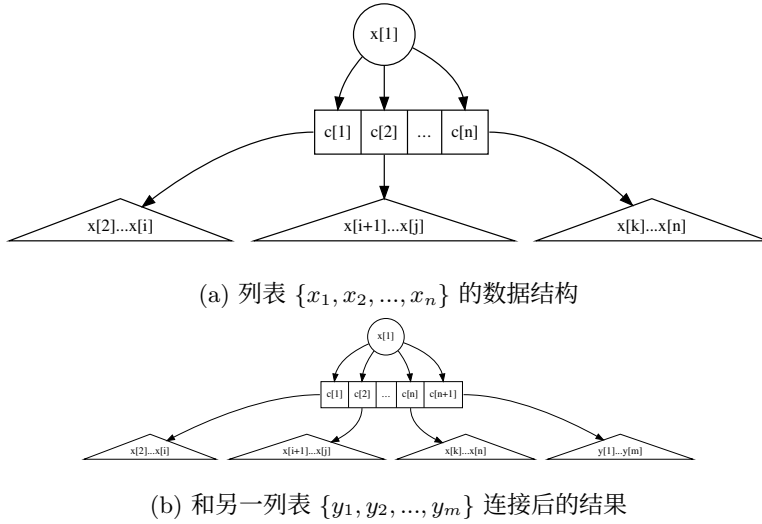 x[1]
c[1] c[2] ... c[n]
x[2]...x[i] x[i+1]...x[j] x[k]...x[n]
(a) 列表 {x₁, x₂, ..., xₙ} 的数据结构
x[1]
c[1] c[2] ... c[n] c[n+1]
x[2]...x[i] x[i+1]...x[j] x[k]...x[n] y[1]...y[m]
(b) 和另一列表 {y₁, y₂, ..., yₘ} 连接后的结果